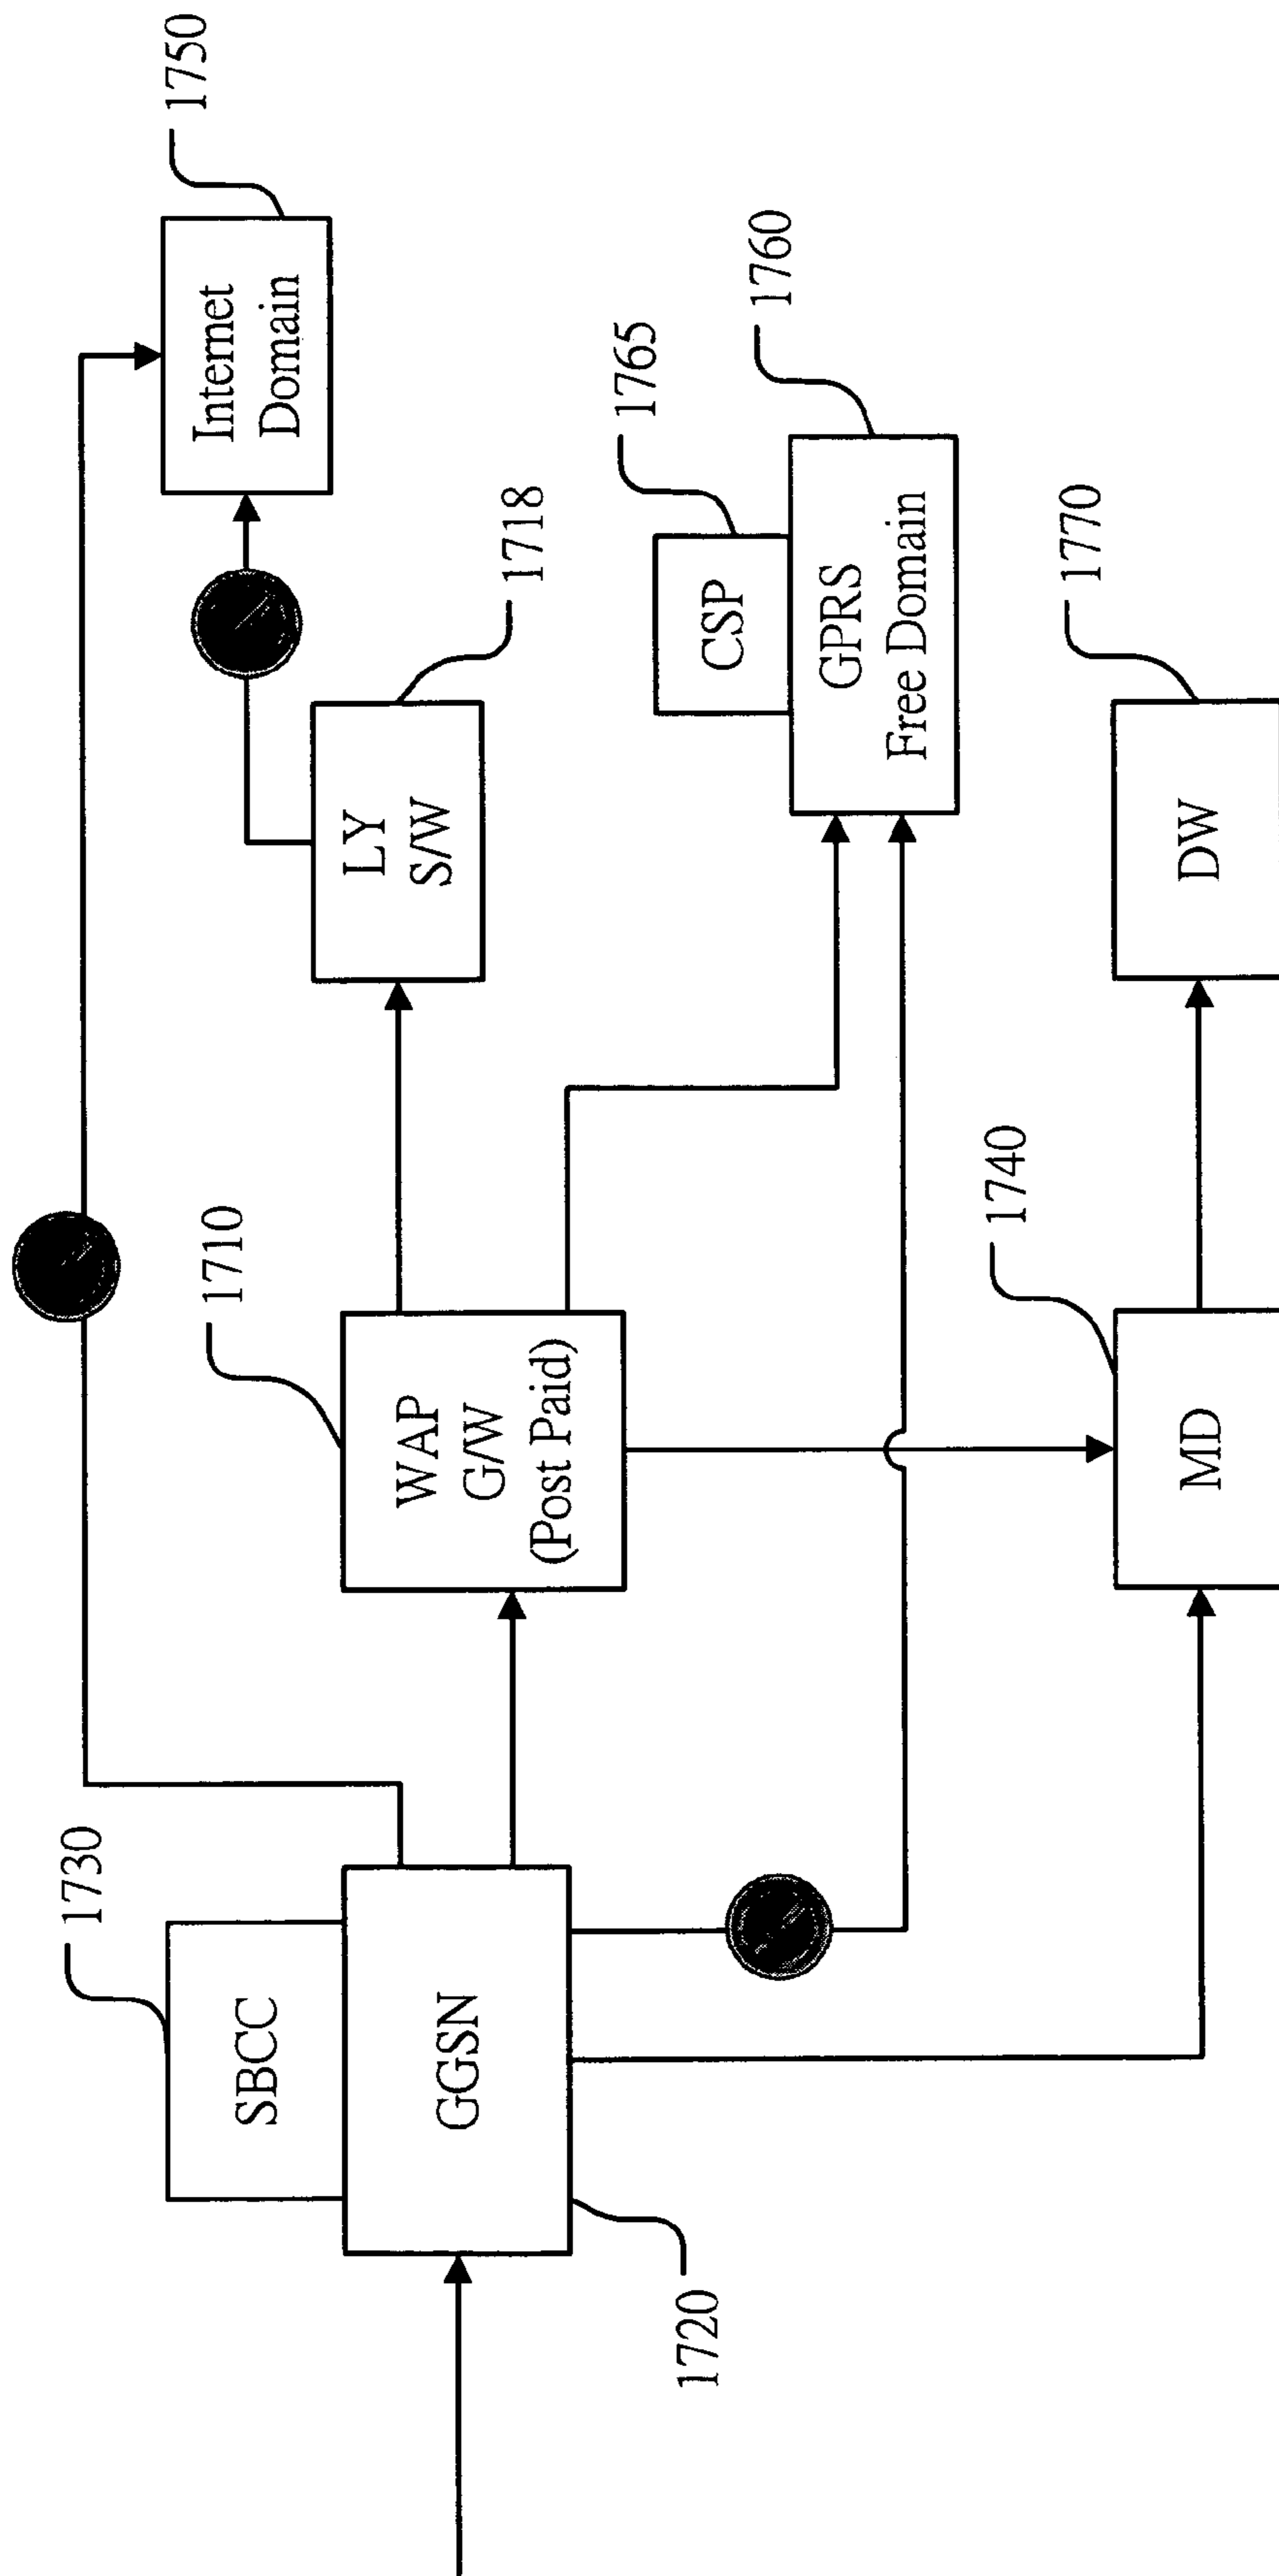 1730
SBCC
GGSN
1720
1710
WAP
G/W
(Post Paid)
1718
LY
S/W
1750
Internet
Domain
1765
CSP
1760
GPRS
Free Domain
1740
MD
1770
DW